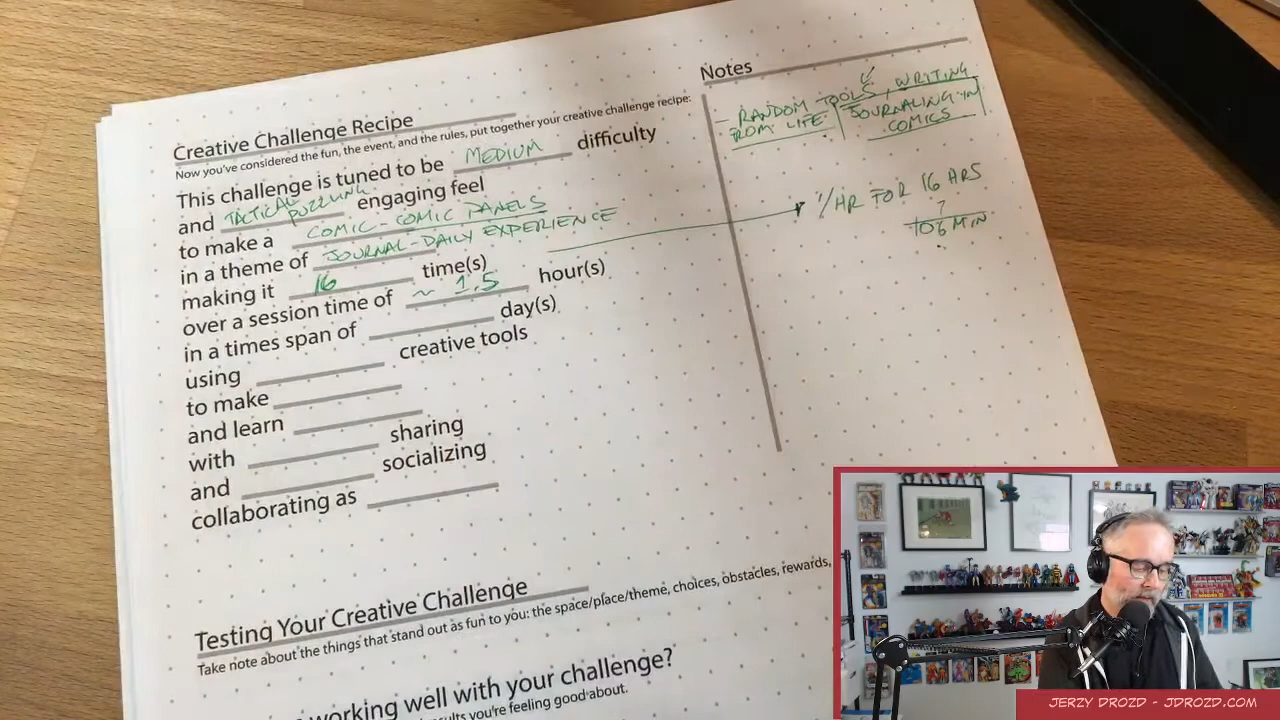 Creative Challenge Recipe
Now you've considered the fun, the event, and the rules, put together your creative challenge recipe:
This challenge is tuned to be MEDIUM difficulty
and TACTICAL PUZZLING engaging feel
to make a COMIC - COMIC PANELS
in a theme of JOURNAL - DAILY EXPERIENCE
making it 16 time(s)
over a session time of ~ 1.5 hour(s)
in a times span of day(s)
using creative tools
to make
and learn
with sharing
and socializing
collaborating as
Notes
- RANDOM TOOLS, WRITING
FROM LIFE JOURNALING IN
COMICS
1/HR FOR 16 HRS
?
MIN
Testing Your Creative Challenge
Take note about the things that stand out as fun to you: the space/place/theme, choices, obstacles, rewards,
working well with your challenge?
results you're feeling good about.
JERZY DROZD - JDROZD.COM